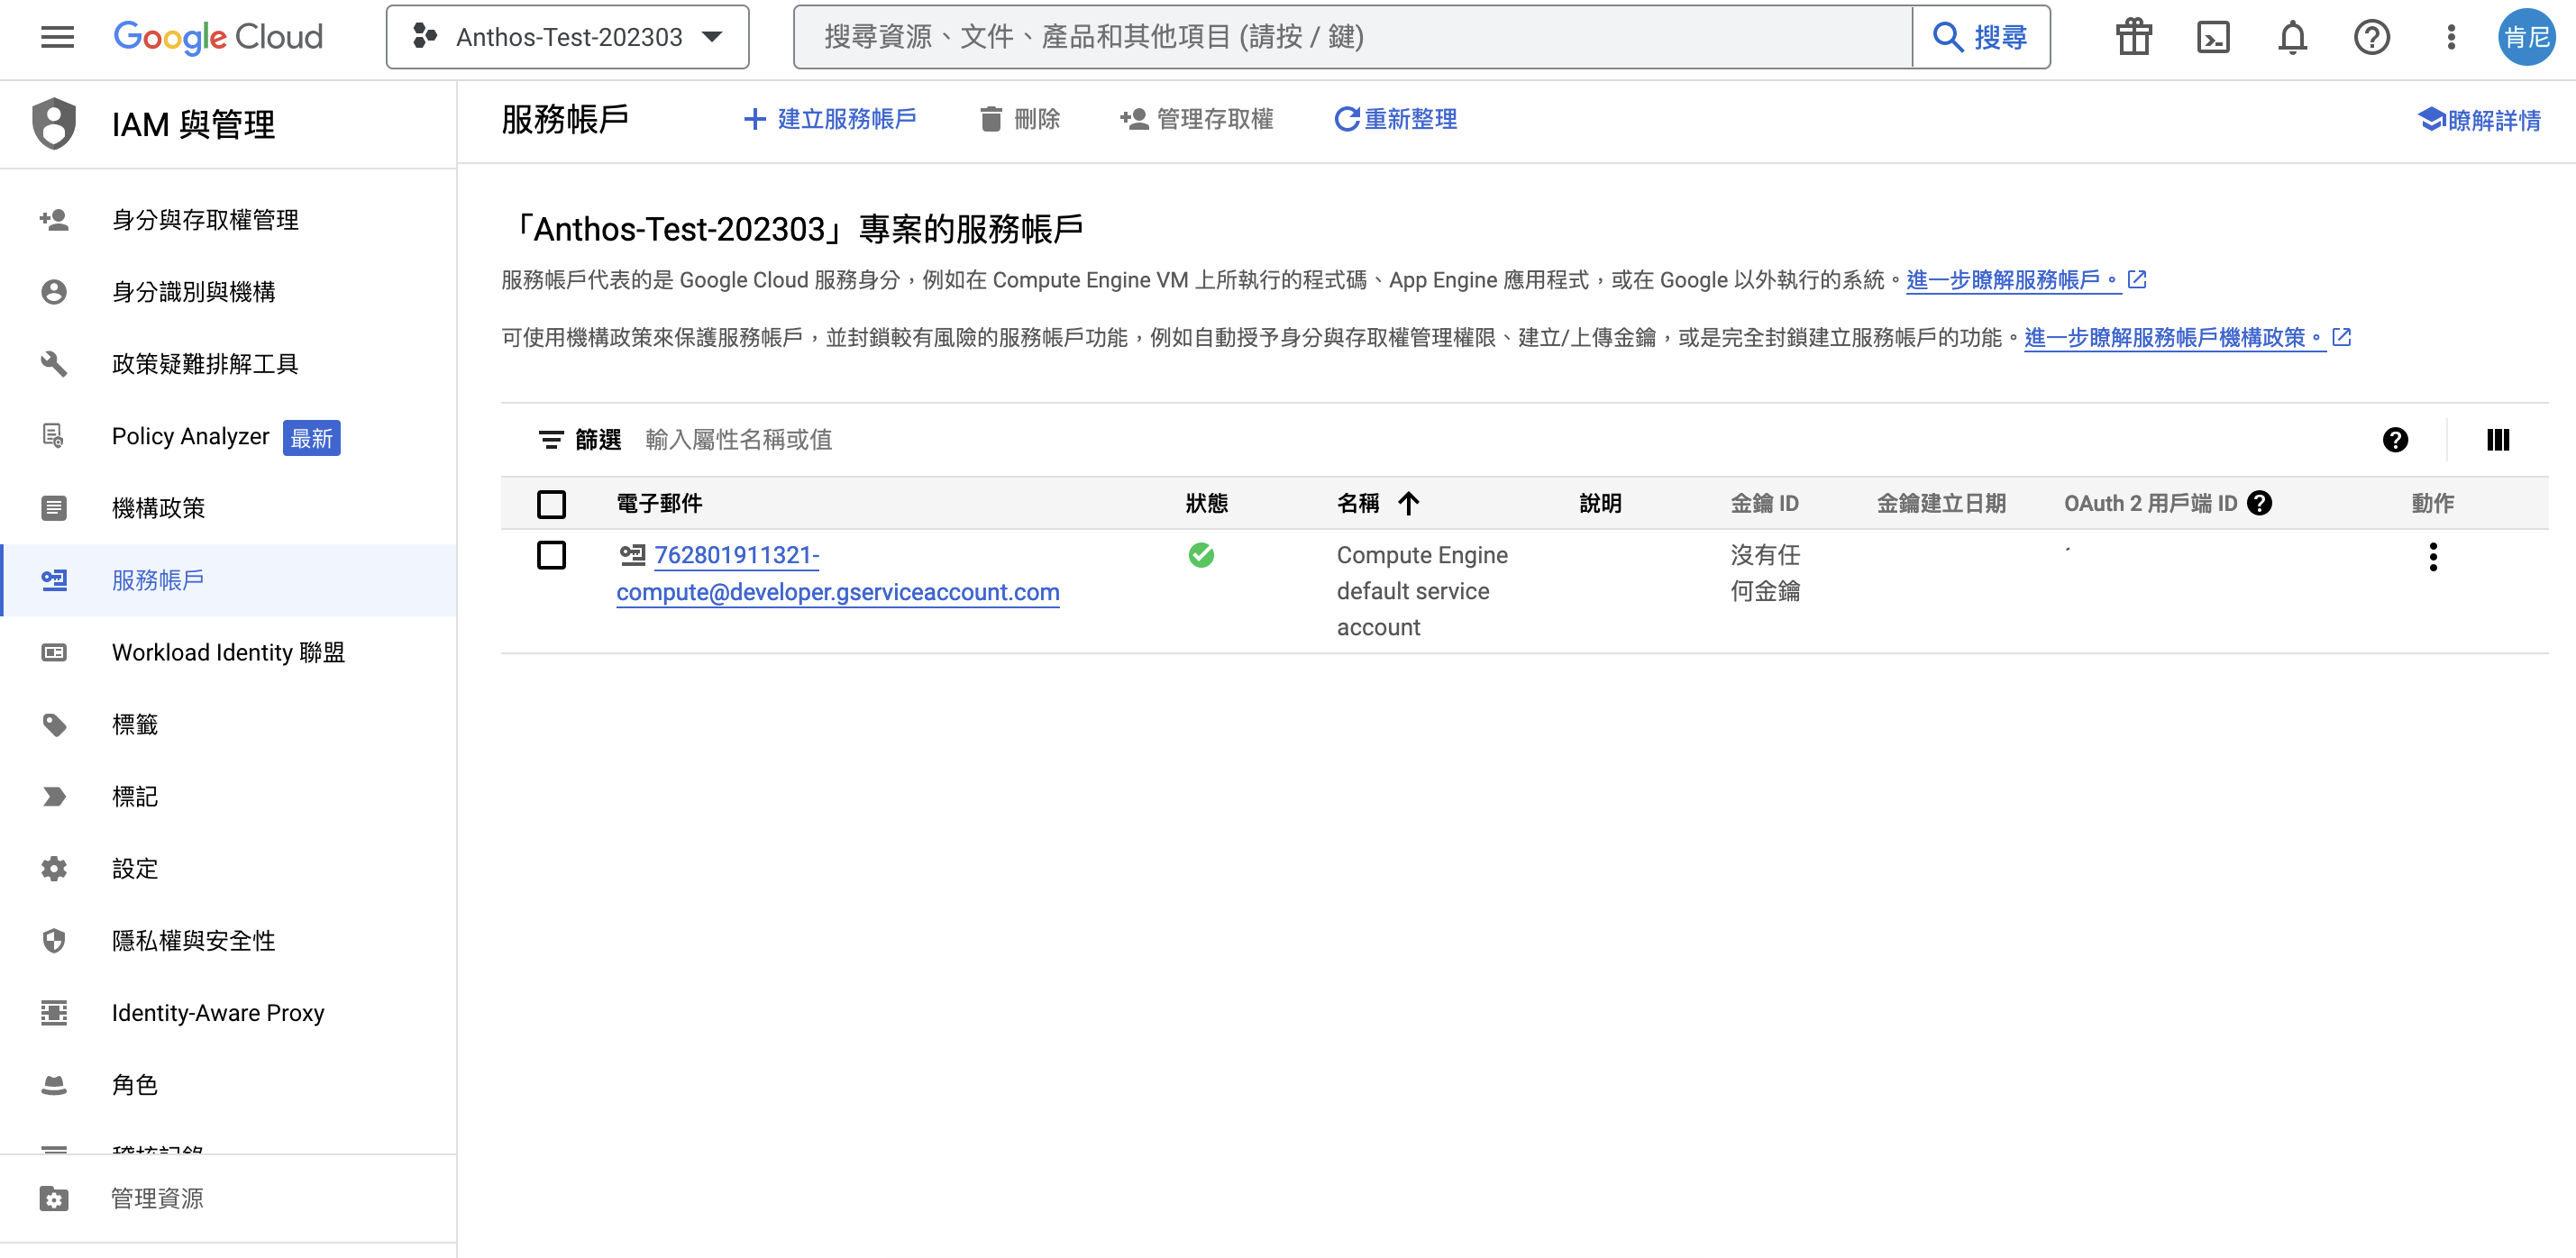 Google Cloud
Anthos-Test-202303
搜尋資源、文件、產品和其他項目 (請按 / 鍵)
搜尋
肯尼
IAM 與管理
身分與存取權管理
身分識別與機構
政策疑難排解工具
Policy Analyzer 最新
機構政策
服務帳戶
Workload Identity 聯盟
標籤
標記
設定
隱私權與安全性
Identity-Aware Proxy
角色
稽核記錄
管理資源
服務帳戶
建立服務帳戶
刪除
管理存取權
重新整理
瞭解詳情
「Anthos-Test-202303」專案的服務帳戶
服務帳戶代表的是 Google Cloud 服務身分，例如在 Compute Engine VM 上所執行的程式碼、App Engine 應用程式，或在 Google 以外執行的系統。進一步瞭解服務帳戶。
可使用機構政策來保護服務帳戶，並封鎖較有風險的服務帳戶功能，例如自動授予身分與存取權管理權限、建立/上傳金鑰，或是完全封鎖建立服務帳戶的功能。進一步瞭解服務帳戶機構政策。
篩選 輸入屬性名稱或值
電子郵件 狀態 名稱 說明 金鑰 ID 金鑰建立日期 OAuth 2 用戶端 ID 動作
762801911321-
compute@developer.gserviceaccount.com
Compute Engine
default service
account
沒有任
何金鑰